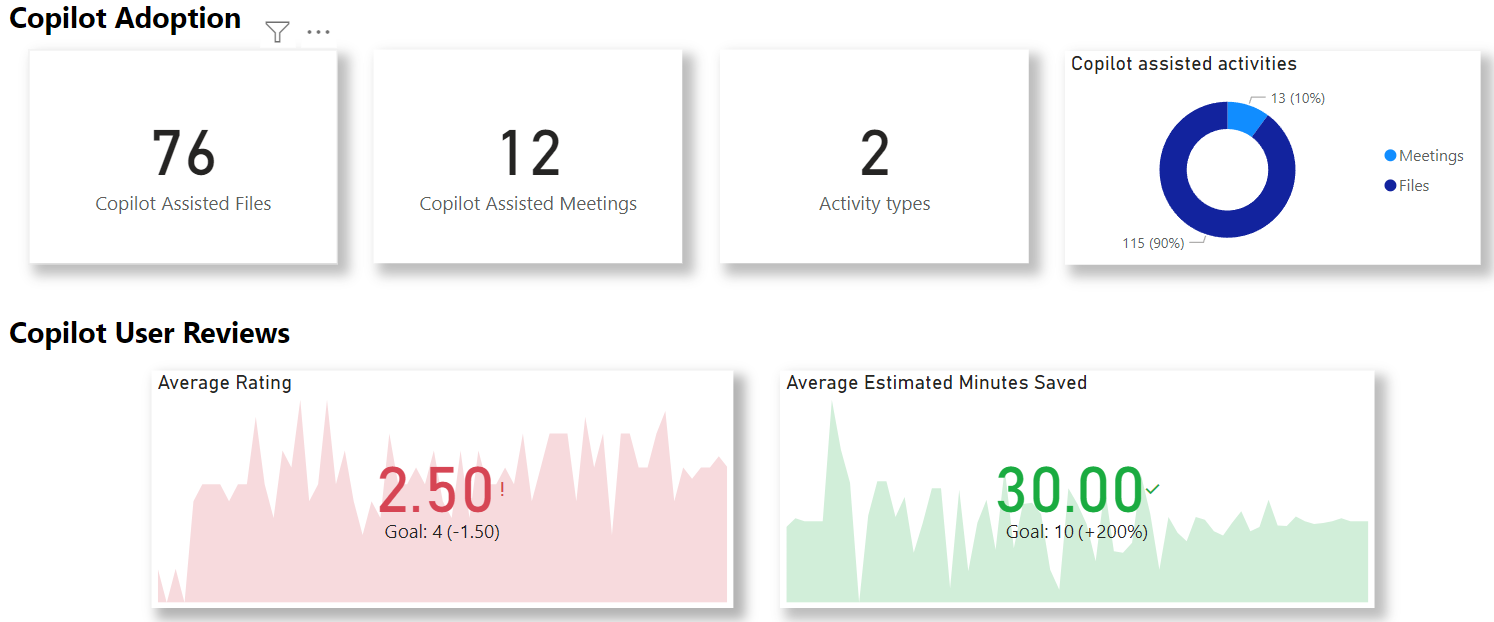 Copilot Adoption
76
Copilot Assisted Files
12
Copilot Assisted Meetings
2
Activity types
Copilot assisted activities
13 (10%)
Meetings
Files
115 (90%)
Copilot User Reviews
Average Rating
2.50!
Goal: 4 (-1.50)
Average Estimated Minutes Saved
30.00
Goal: 10 (+200%)